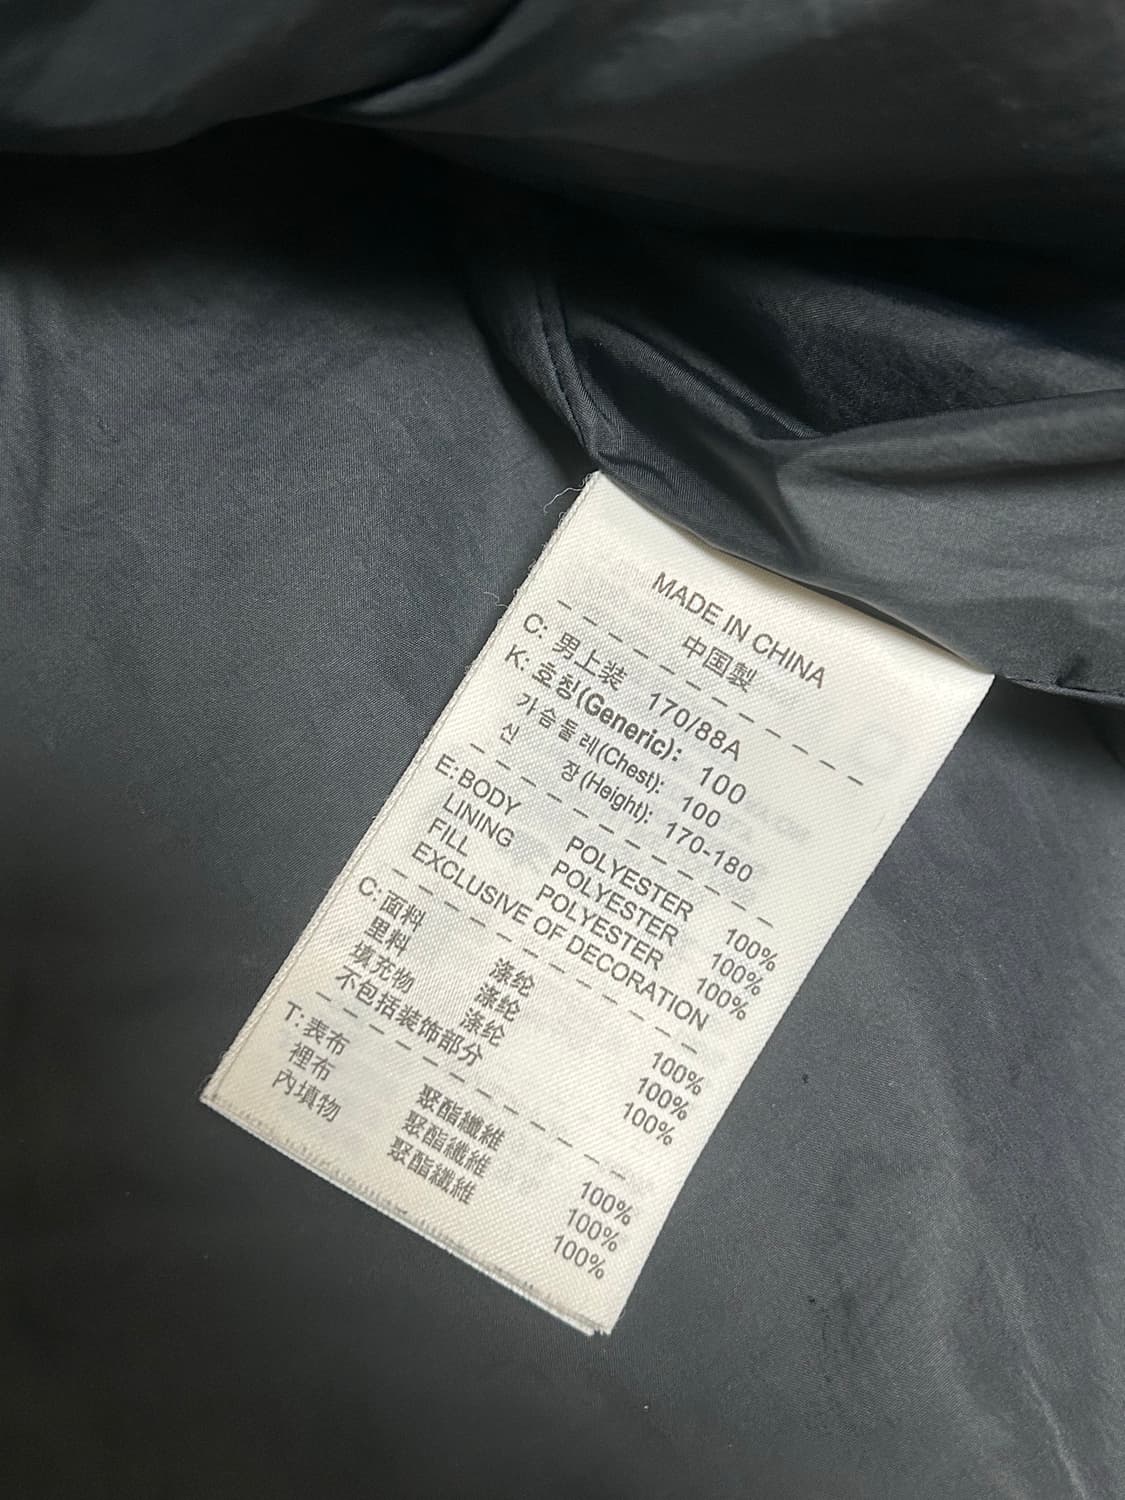 MADE IN CHINA
中国製
C: 男上装 170/88A
K: 호칭(Generic): 100
가슴둘레(Chest): 100
신 장(Height): 170-180
E: BODY POLYESTER 100%
LINING POLYESTER 100%
FILL POLYESTER 100%
EXCLUSIVE OF DECORATION
C: 面料 涤纶 100%
里料 涤纶 100%
填充物 涤纶 100%
不包括装饰部分
T: 表布 聚酯纖維 100%
裡布 聚酯纖維 100%
內填物 聚酯纖維 100%